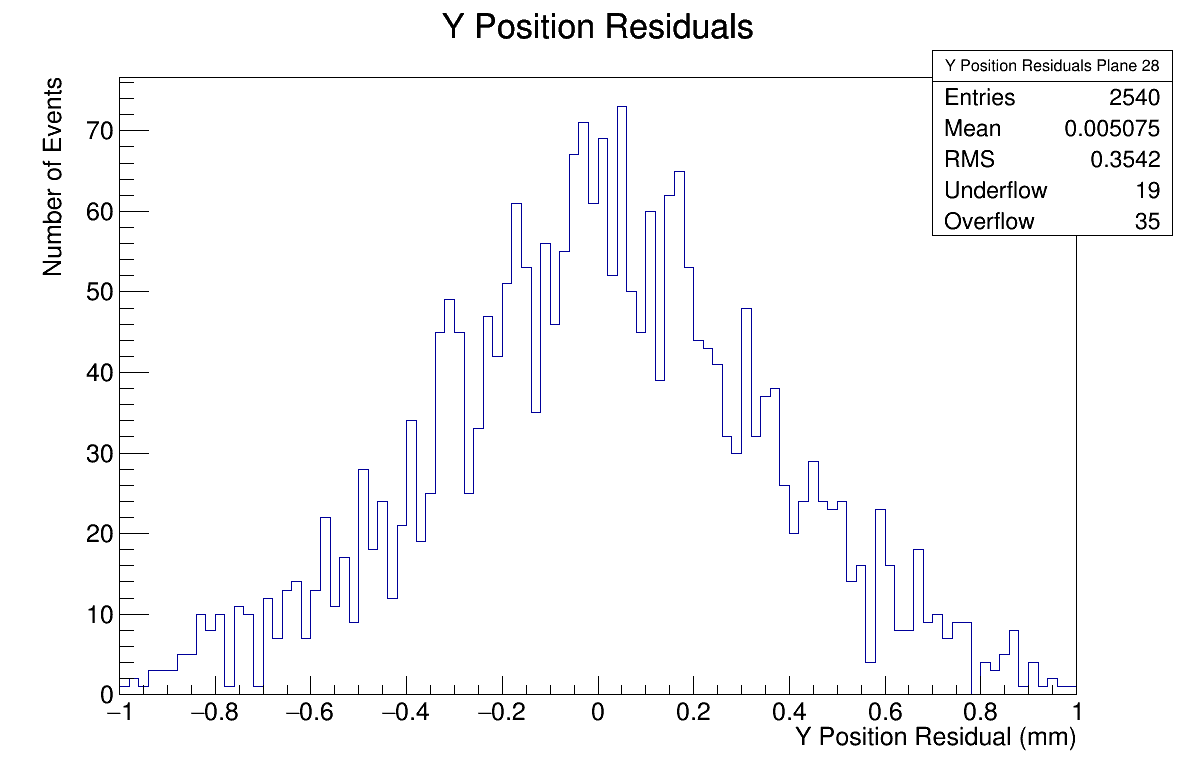 Y Position Residuals
Y Position Residuals Plane 28
Entries 2540
Mean 0.005075
RMS 0.3542
Underflow 19
Overflow 35
Number of Events
70
60
50
40
30
20
10
0
−1 −0.8 −0.6 −0.4 −0.2 0 0.2 0.4 0.6 0.8 1
Y Position Residual (mm)